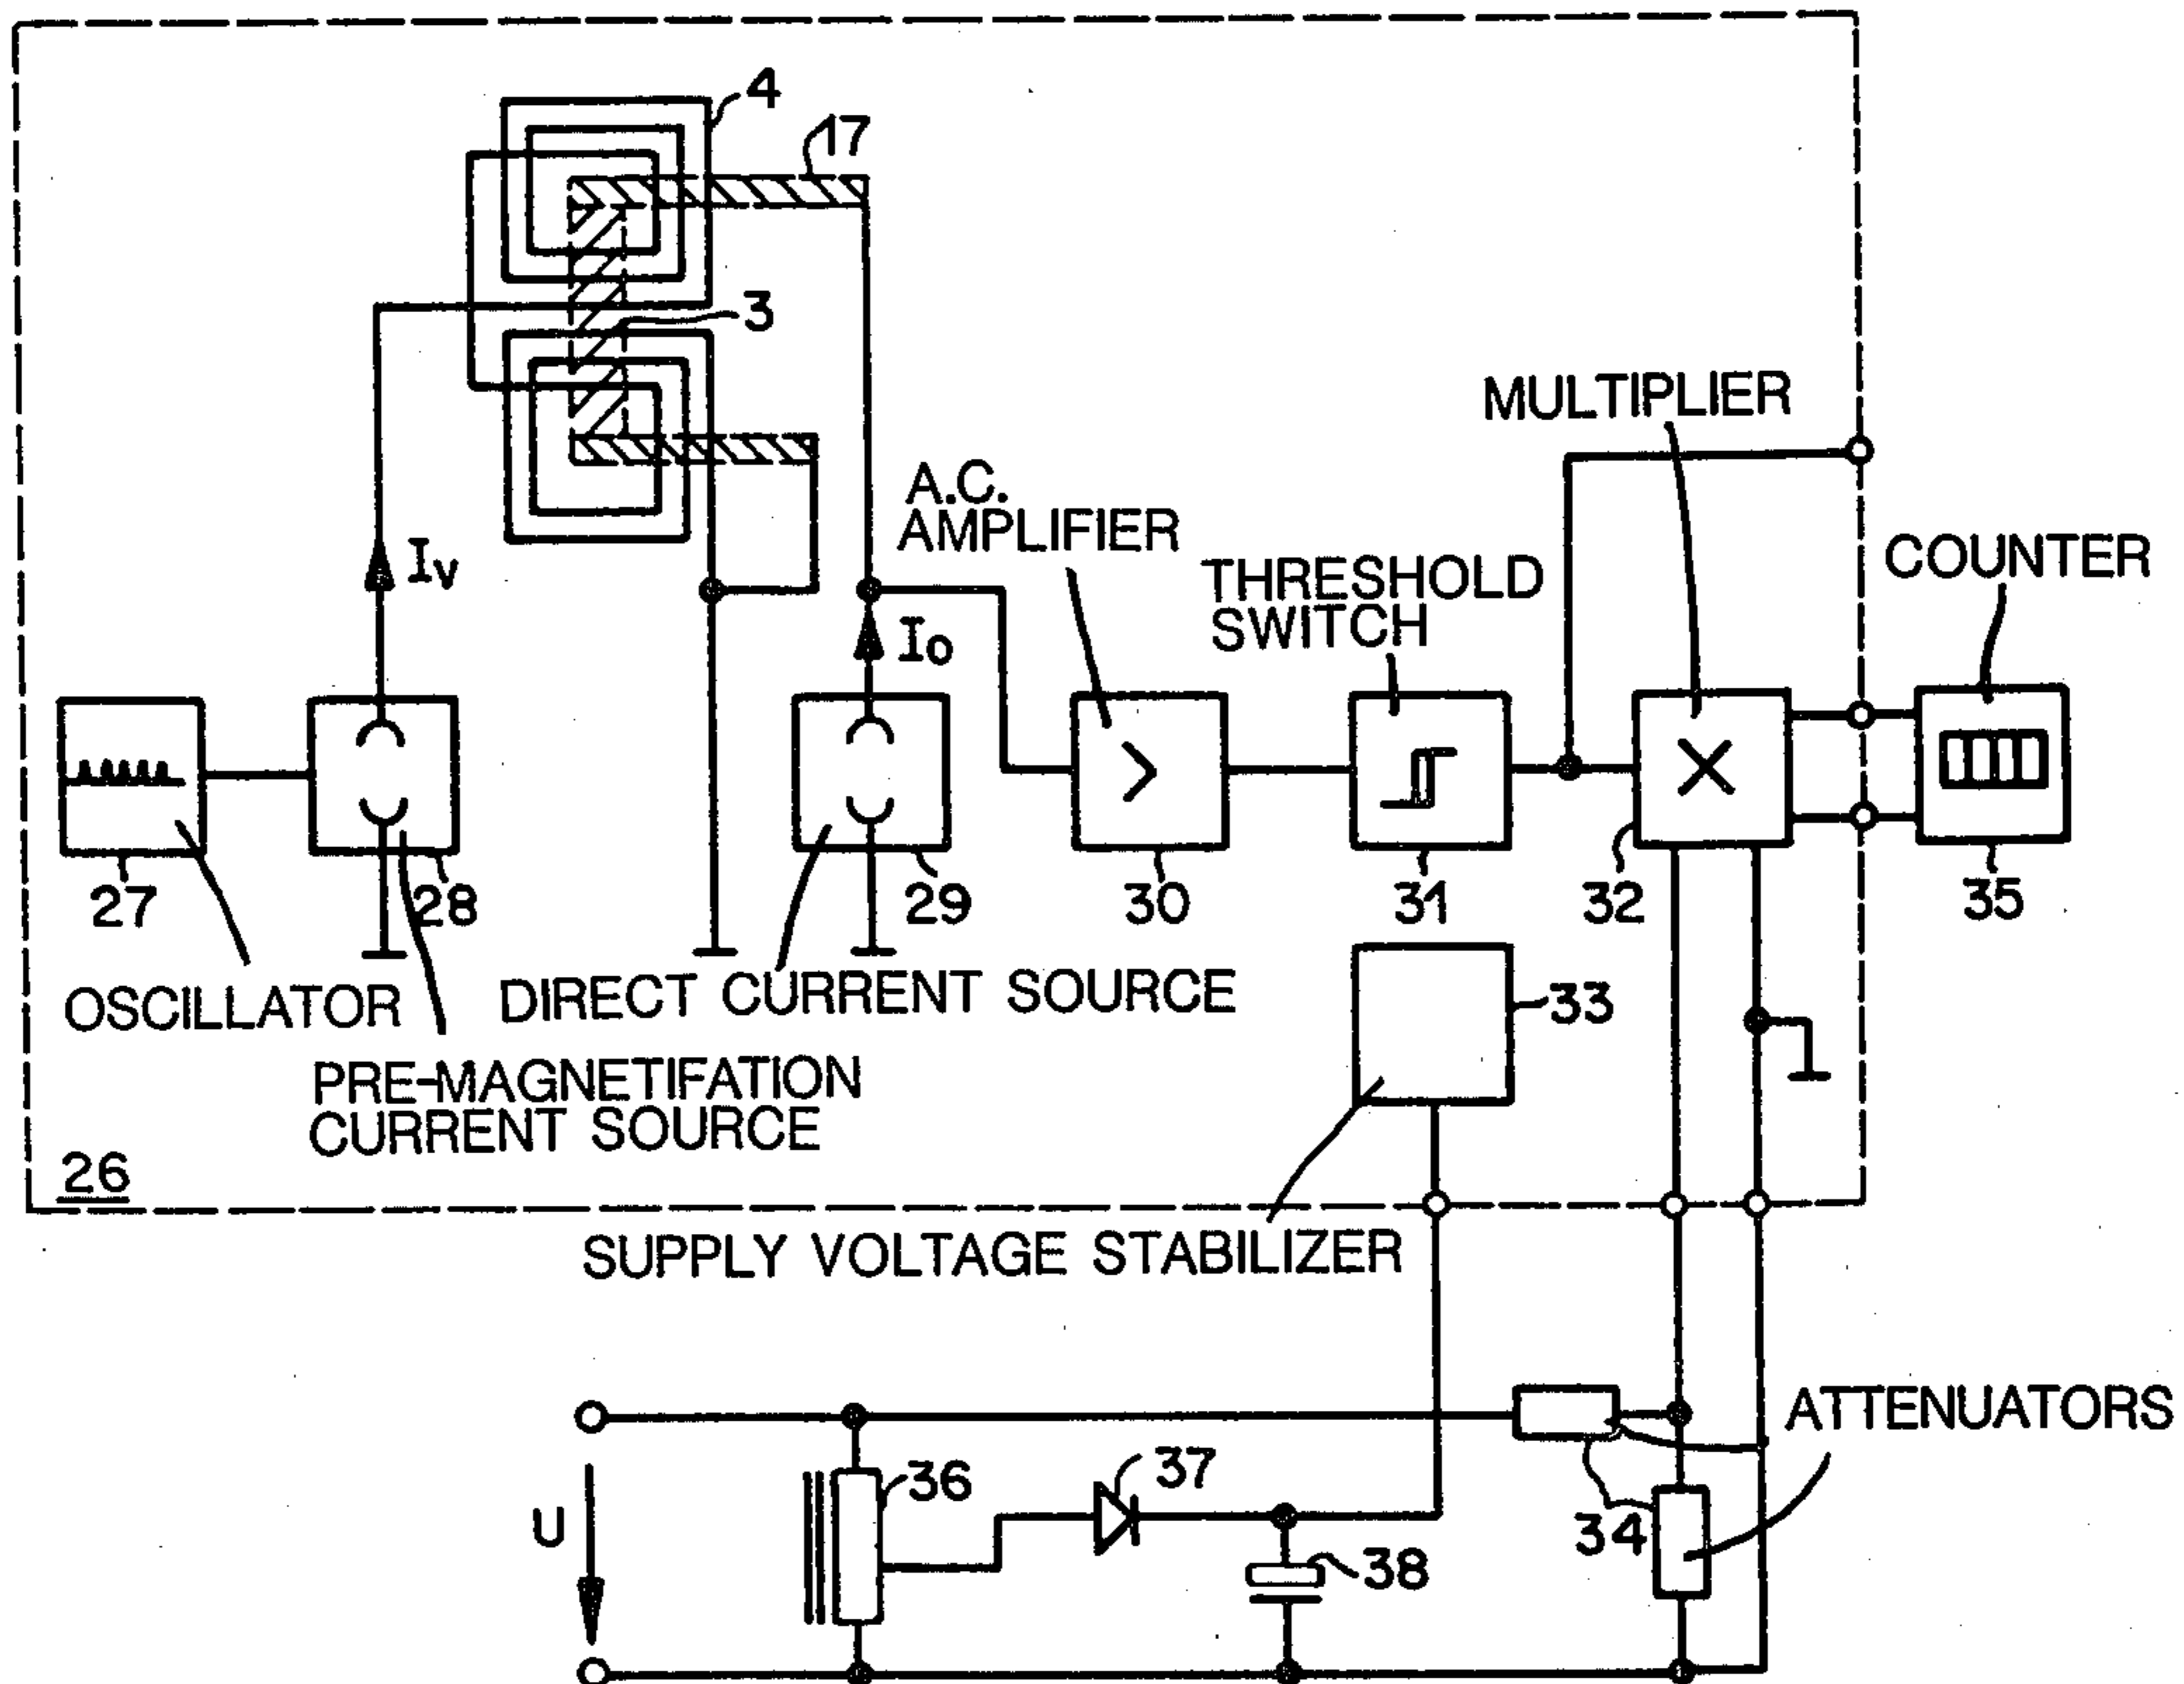 4
17
3
MULTIPLIER
A.C.
AMPLIFIER
COUNTER
THRESHOLD
SWITCH
Iv
Io
27
28
29
30
31
32
35
OSCILLATOR
DIRECT CURRENT SOURCE
33
PRE-MAGNETIFATION
CURRENT SOURCE
26
SUPPLY VOLTAGE STABILIZER
ATTENUATORS
37
36
U
34
38